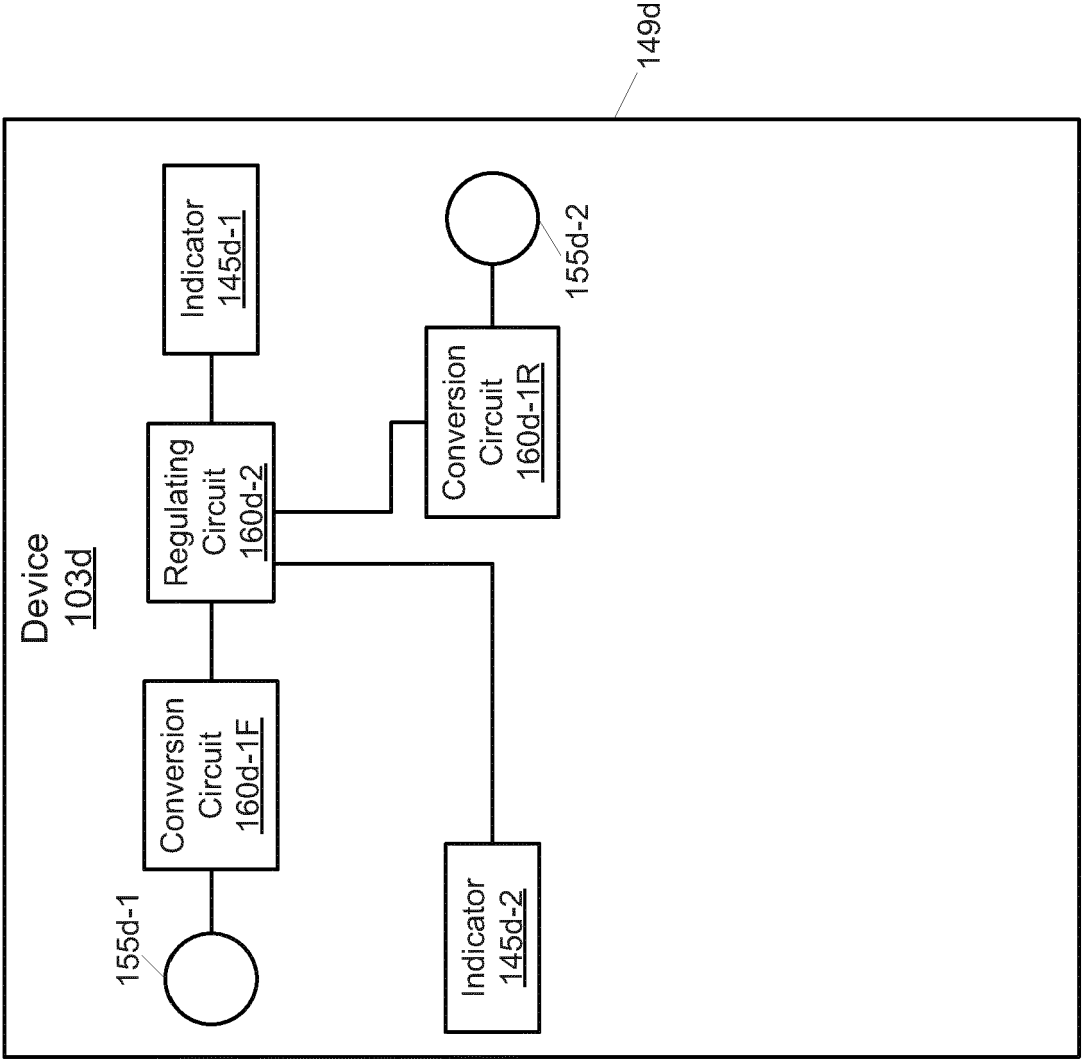 Device
103d
155d-1
Conversion
Circuit
160d-1F
Regulating
Circuit
160d-2
Indicator
145d-1
Indicator
145d-2
Conversion
Circuit
160d-1R
155d-2
149d